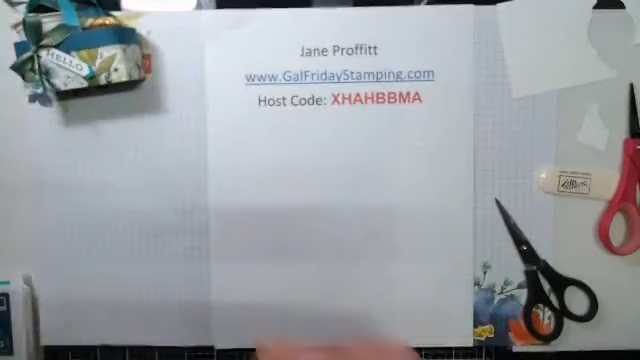 Jane Proffitt
www.GalFridayStamping.com
Host Code: XHAHBBMA
HELLO